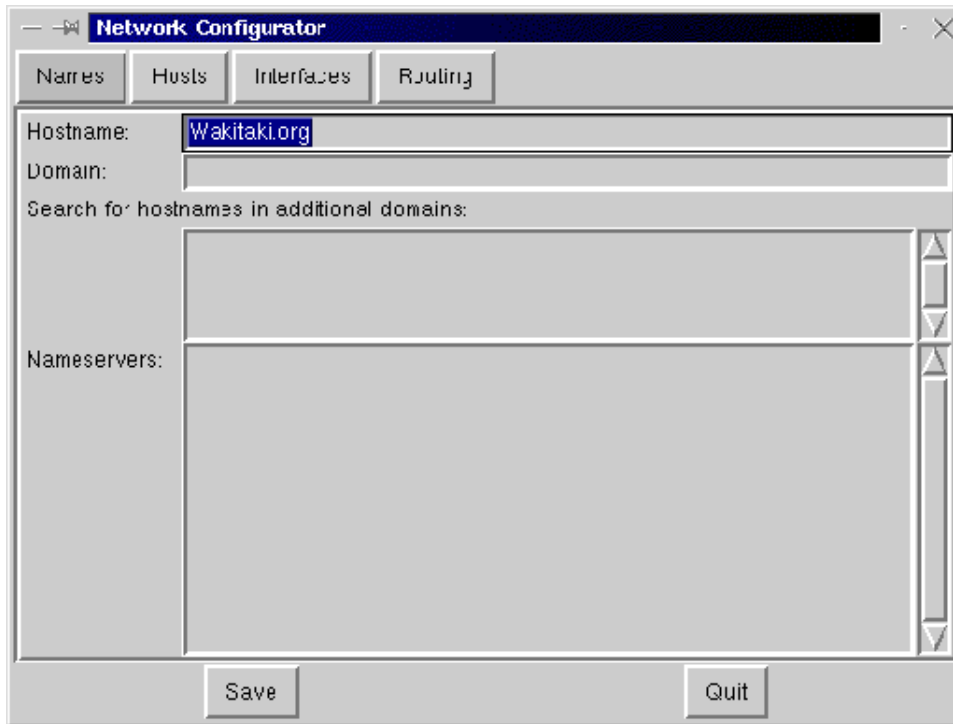 Network Configurator
Names Hosts Interfaces Routing
Hostname: Wakitaki.org
Domain:
Search for hostnames in additional domains:
Nameservers:
Save Quit